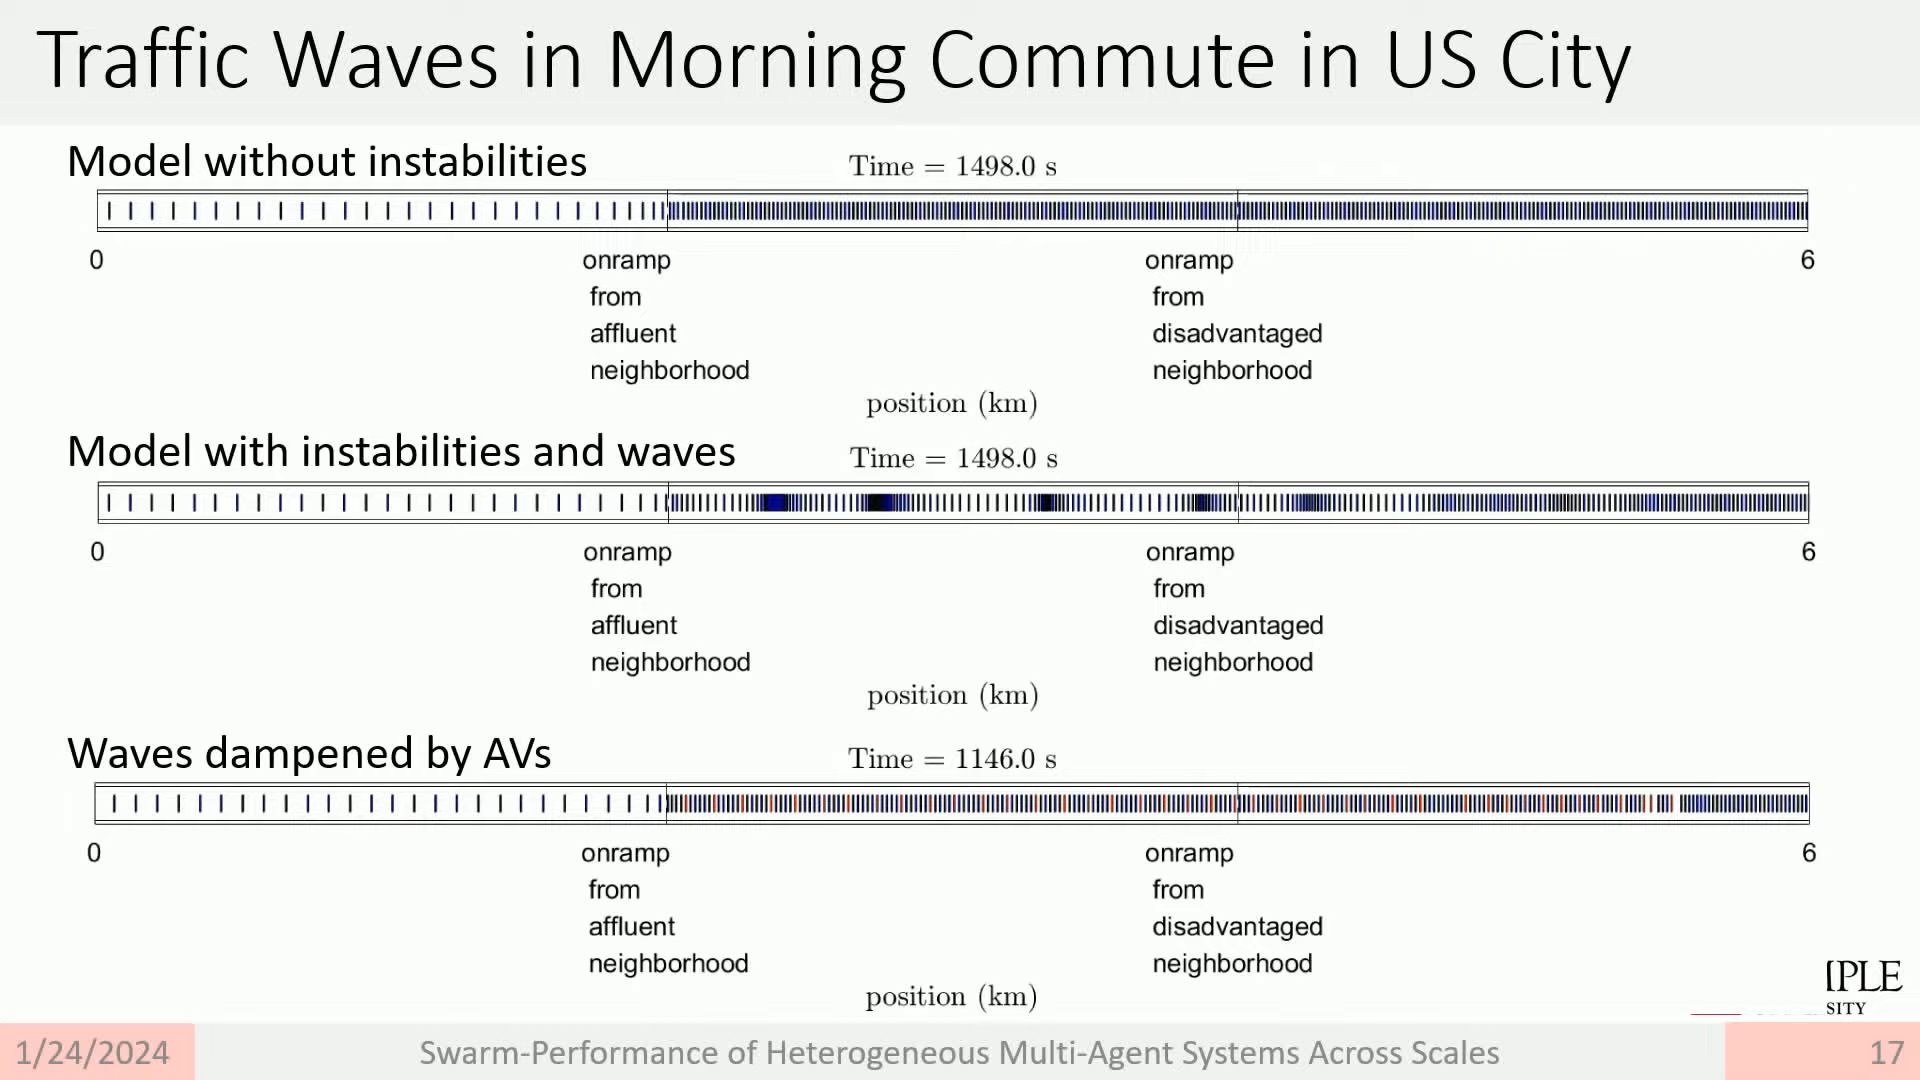 Traffic Waves in Morning Commute in US City
Model without instabilities
Time = 1498.0 s
0
onramp
from
affluent
neighborhood
onramp
from
disadvantaged
neighborhood
6
position (km)
Model with instabilities and waves
Time = 1498.0 s
0
onramp
from
affluent
neighborhood
onramp
from
disadvantaged
neighborhood
6
position (km)
Waves dampened by AVs
Time = 1146.0 s
0
onramp
from
affluent
neighborhood
onramp
from
disadvantaged
neighborhood
6
position (km)
IPLE
SITY
1/24/2024
Swarm-Performance of Heterogeneous Multi-Agent Systems Across Scales
17